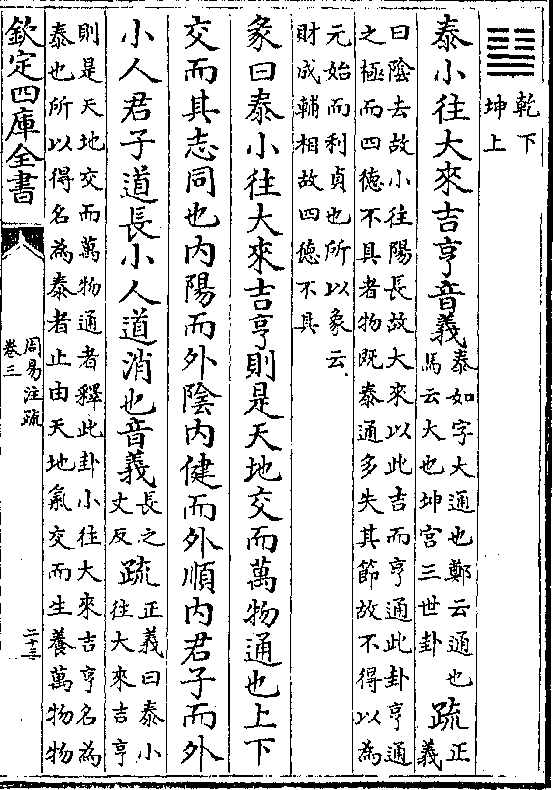 乾下
坤上
泰小往大來吉亨音義泰如字大通也鄭云通也
馬云大也坤宮三世卦疏正
義
曰陰去故小往陽長故大來以此吉而亨通此卦亨通
之極而四德不具者物既泰通多失其節故不得以為
元始而利貞也所以象云
財成輔相故四德不具
彖曰泰小往大來吉亨則是天地交而萬物通也上下
交而其志同也內陽而外陰內健而外順內君子而外
小人君子道長小人道消也音義長之
丈反疏正義曰泰小
往大來吉亨
則是天地交而萬物通者釋此卦小往大來吉亨名為
泰也所以得名為泰者止由天地氣交而生養萬物物
欽定四庫全書
周易注疏
卷三
二十三